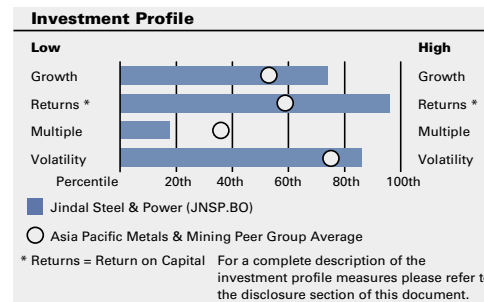 Investment Profile
Low High
Growth Growth
Returns * Returns *
Multiple Multiple
Volatility Volatility
Percentile 20th 40th 60th 80th 100th
Jindal Steel & Power (JNSP.BO)
Asia Pacific Metals & Mining Peer Group Average
* Returns = Return on Capital For a complete description of the
investment profile measures please refer to
the disclosure section of this document.